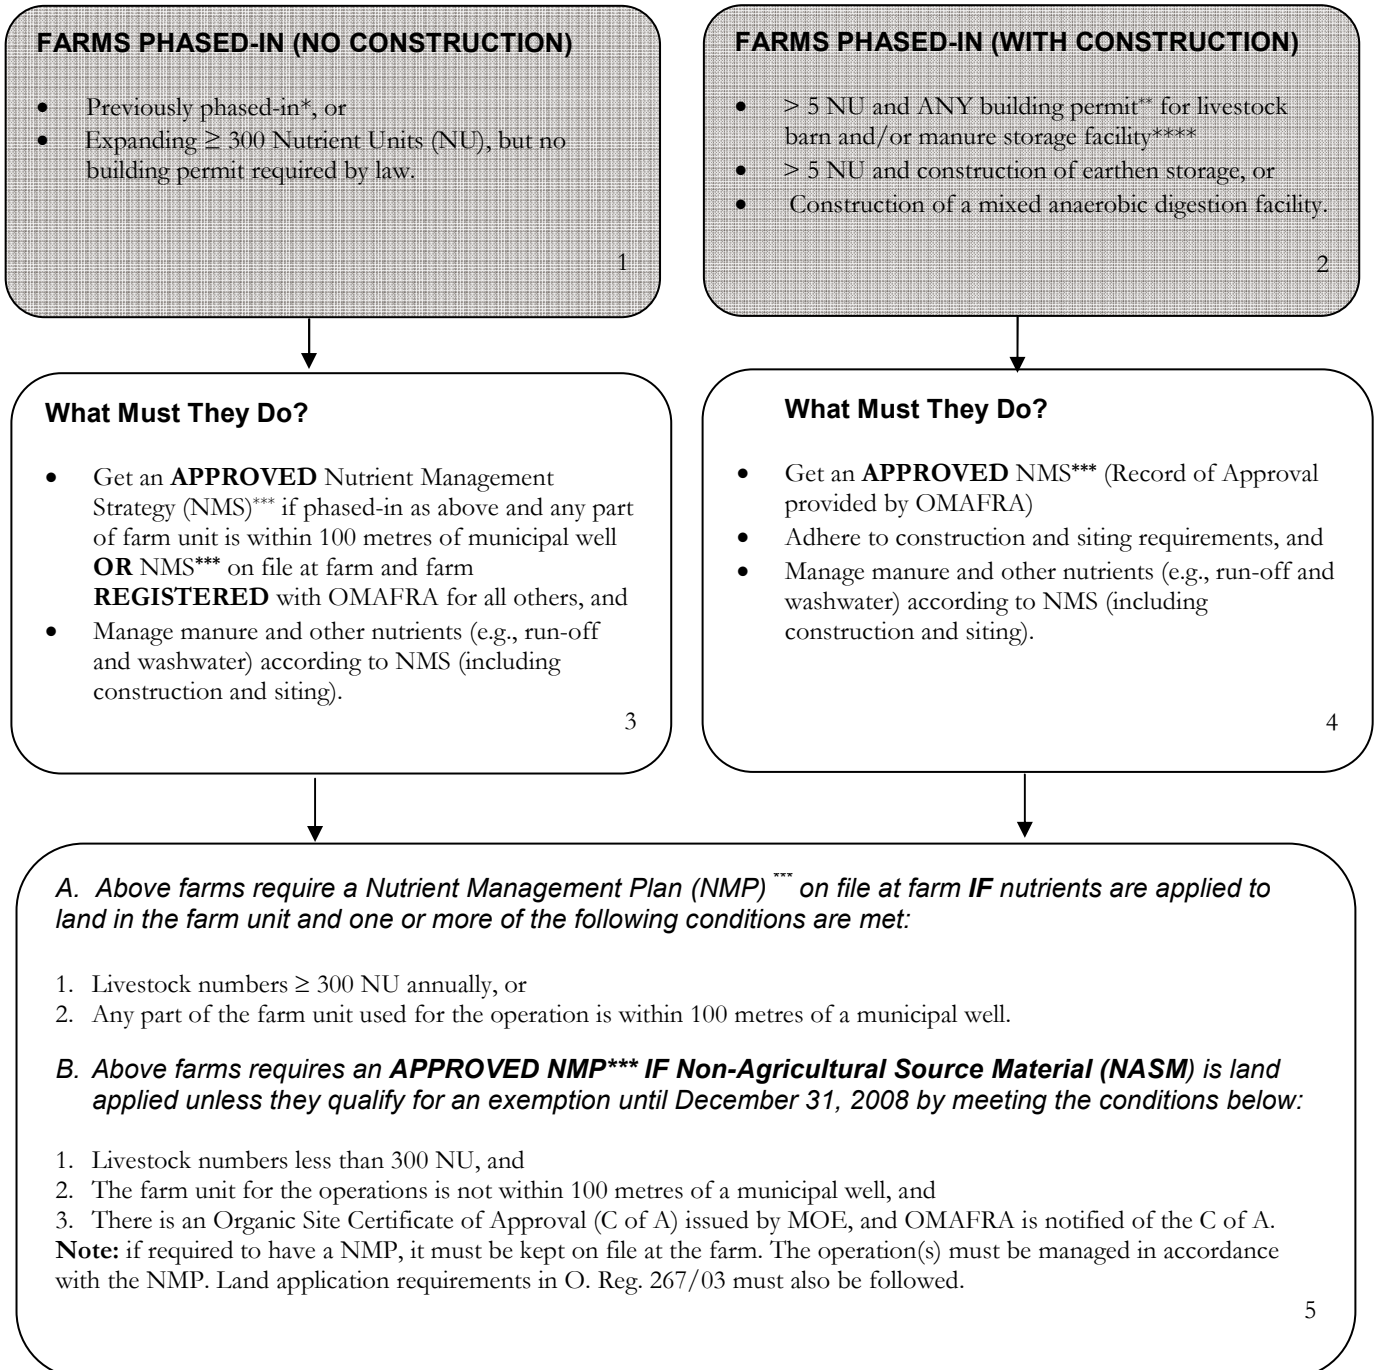 FARMS PHASED-IN (NO CONSTRUCTION)
• Previously phased-in*, or
• Expanding ≥ 300 Nutrient Units (NU), but no
building permit required by law.
1
FARMS PHASED-IN (WITH CONSTRUCTION)
• > 5 NU and ANY building permit** for livestock
barn and/or manure storage facility****
• > 5 NU and construction of earthen storage, or
• Construction of a mixed anaerobic digestion facility.
2
What Must They Do?
• Get an APPROVED Nutrient Management
Strategy (NMS)*** if phased-in as above and any part
of farm unit is within 100 metres of municipal well
OR NMS*** on file at farm and farm
REGISTERED with OMAFRA for all others, and
• Manage manure and other nutrients (e.g., run-off
and washwater) according to NMS (including
construction and siting).
3
What Must They Do?
• Get an APPROVED NMS*** (Record of Approval
provided by OMAFRA)
• Adhere to construction and siting requirements, and
• Manage manure and other nutrients (e.g., run-off and
washwater) according to NMS (including
construction and siting).
4
A. Above farms require a Nutrient Management Plan (NMP) *** on file at farm IF nutrients are applied to
land in the farm unit and one or more of the following conditions are met:
1. Livestock numbers ≥ 300 NU annually, or
2. Any part of the farm unit used for the operation is within 100 metres of a municipal well.
B. Above farms requires an APPROVED NMP*** IF Non-Agricultural Source Material (NASM) is land
applied unless they qualify for an exemption until December 31, 2008 by meeting the conditions below:
1. Livestock numbers less than 300 NU, and
2. The farm unit for the operations is not within 100 metres of a municipal well, and
3. There is an Organic Site Certificate of Approval (C of A) issued by MOE, and OMAFRA is notified of the C of A.
Note: if required to have a NMP, it must be kept on file at the farm. The operation(s) must be managed in accordance
with the NMP. Land application requirements in O. Reg. 267/03 must also be followed.
5